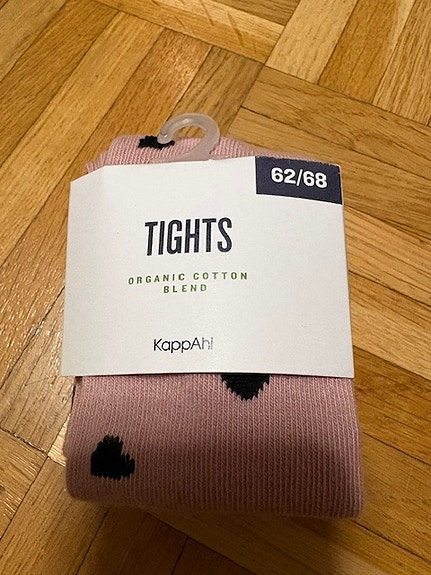 62/68
TIGHTS
ORGANIC COTTON
BLEND
KappAhl